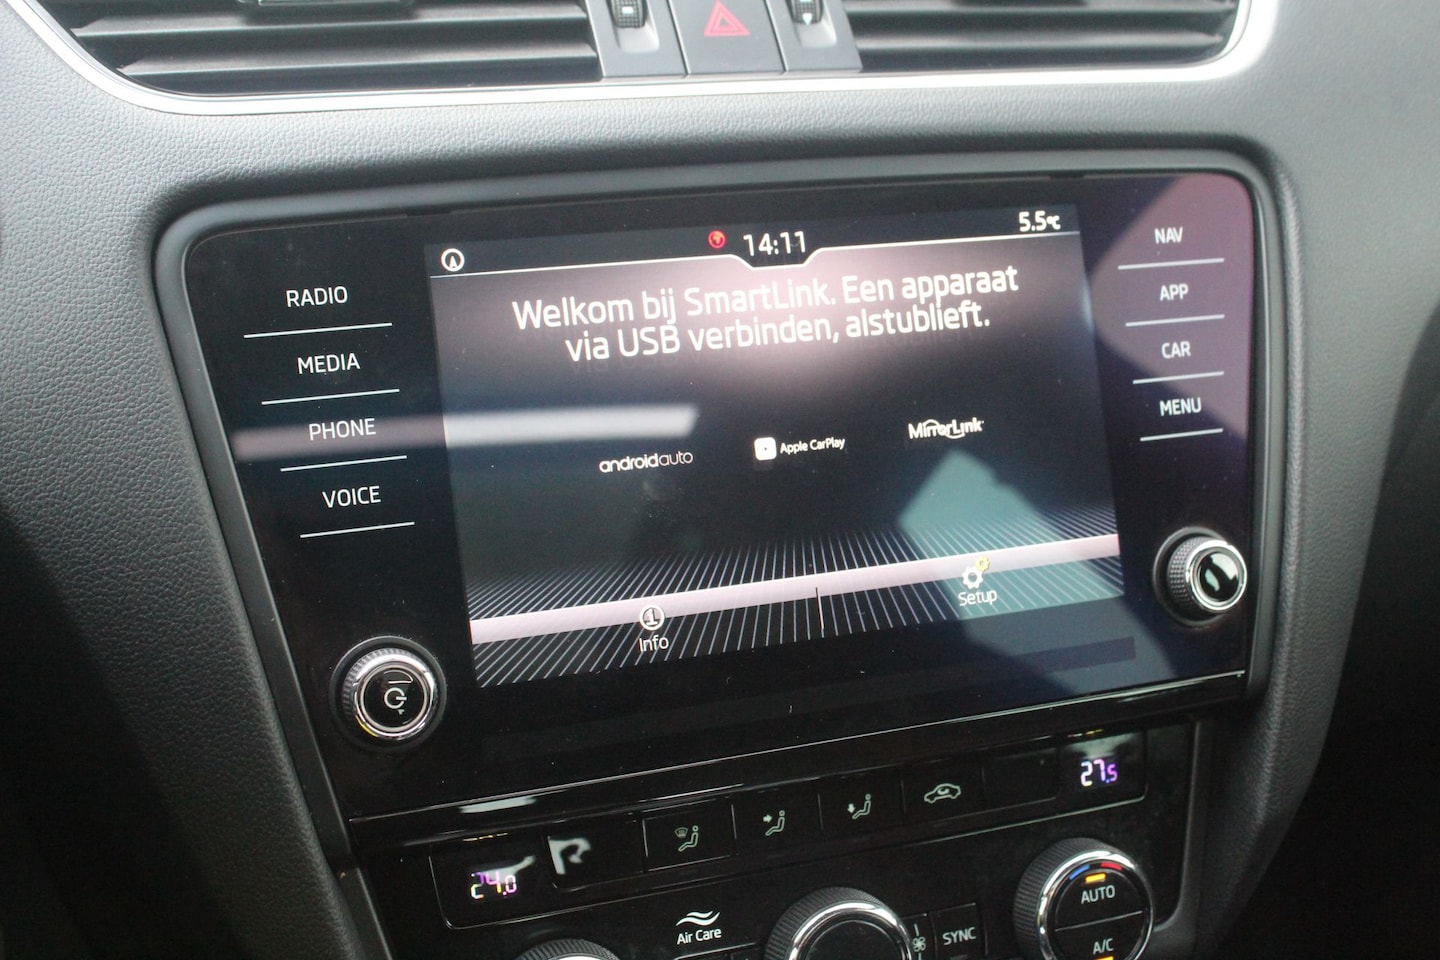 14:11
5.5°C
Welkom bij SmartLink. Een apparaat
via USB verbinden, alstublieft.
androidauto
Apple CarPlay
MirrorLink
Info
Setup
RADIO
MEDIA
PHONE
VOICE
NAV
APP
CAR
MENU
24.0
27.5
Air Care
SYNC
AUTO
A/C